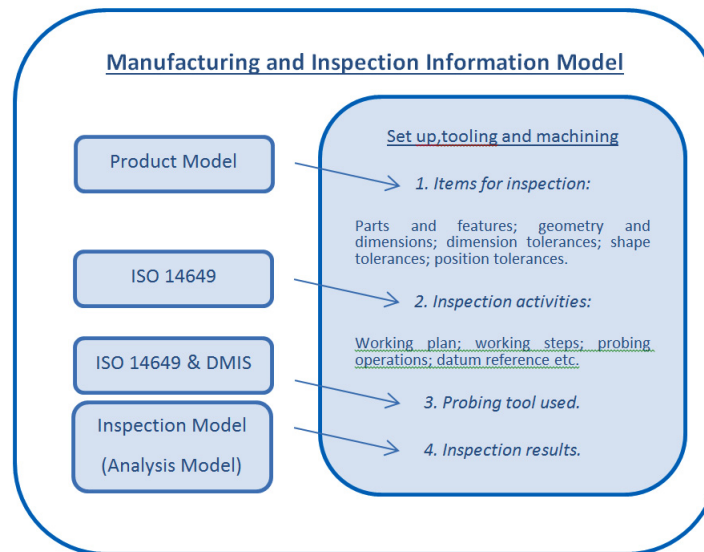 Manufacturing and Inspection Information Model
Product Model
ISO 14649
ISO 14649 & DMIS
Inspection Model
(Analysis Model)
Set up,tooling and machining
1. Items for inspection:
Parts and features; geometry and
dimensions; dimension tolerances; shape
tolerances; position tolerances.
2. Inspection activities:
Working plan; working steps; probing
operations; datum reference etc.
3. Probing tool used.
4. Inspection results.